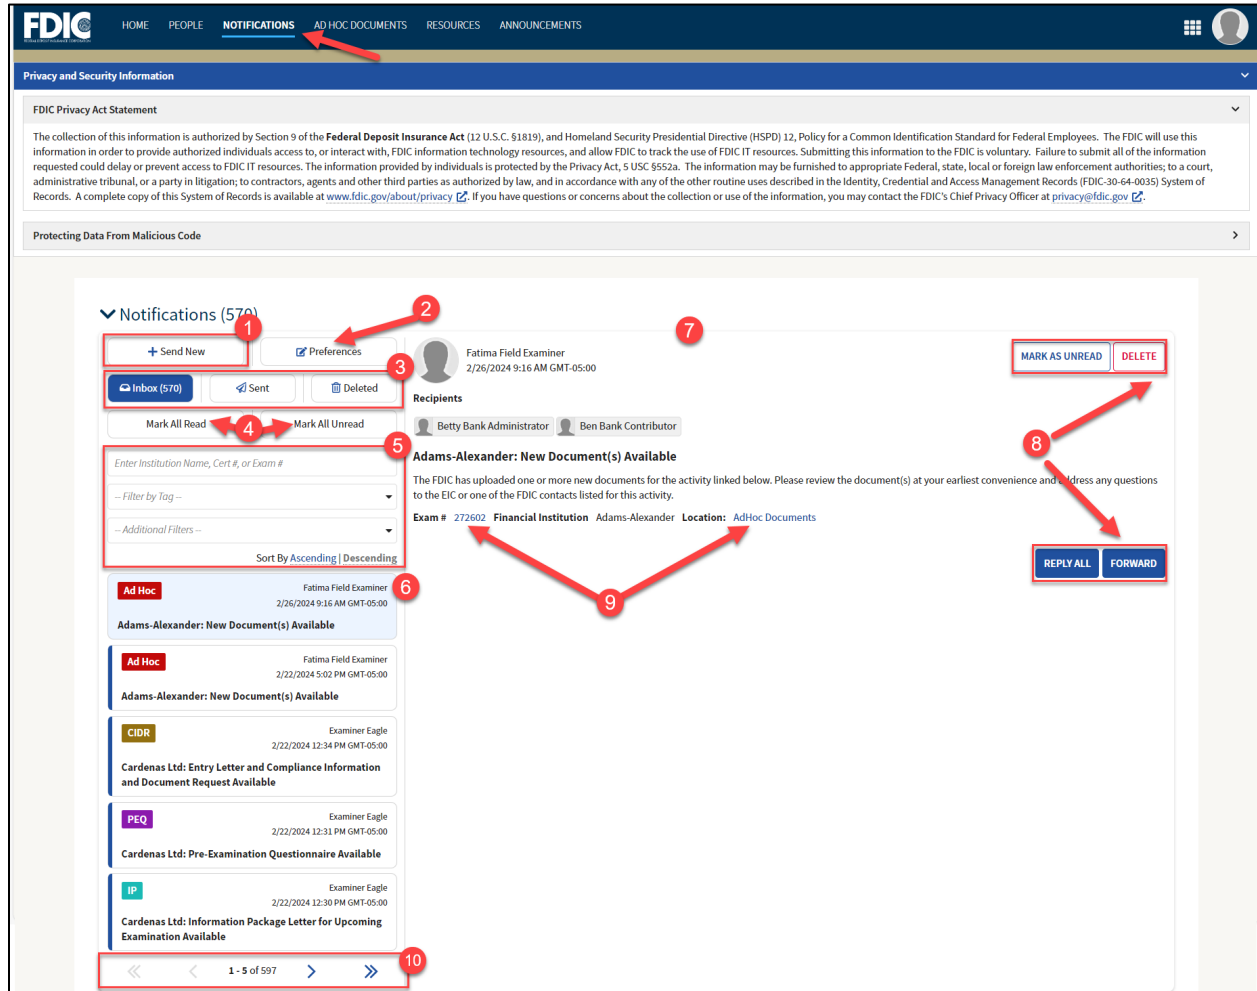 FDIC HOME PEOPLE NOTIFICATIONS AD HOC DOCUMENTS RESOURCES ANNOUNCEMENTS
Privacy and Security Information
FDIC Privacy Act Statement
The collection of this information is authorized by Section 9 of the Federal Deposit Insurance Act (12 U.S.C. §1819), and Homeland Security Presidential Directive (HSPD) 12, Policy for a Common Identification Standard for Federal Employees. The FDIC will use this
information in order to provide authorized individuals access to, or interact with, FDIC information technology resources, and allow FDIC to track the use of FDIC IT resources. Submitting this information to the FDIC is voluntary. Failure to submit all of the information
requested could delay or prevent access to FDIC IT resources. The information provided by individuals is protected by the Privacy Act, 5 USC §552a. The information may be furnished to appropriate Federal, state, local or foreign law enforcement authorities; to a court,
administrative tribunal, or a party in litigation; to contractors, agents and other third parties as authorized by law, and in accordance with any of the other routine uses described in the Identity, Credential and Access Management Records (FDIC-30-64-0035) System of
Records. A complete copy of this System of Records is available at www.fdic.gov/about/privacy. If you have questions or concerns about the collection or use of the information, you may contact the FDIC's Chief Privacy Officer at privacy@fdic.gov.
Protecting Data From Malicious Code
Notifications (570)
1
2
+ Send New
Preferences
3
Inbox (570)
Sent
Deleted
Mark All Read
4
Mark All Unread
5
Enter Institution Name, Cert #, or Exam #
-- Filter by Tag --
-- Additional Filters --
Sort By Ascending | Descending
6
Ad Hoc
Fatima Field Examiner
2/26/2024 9:16 AM GMT-05:00
Adams-Alexander: New Document(s) Available
Ad Hoc
Fatima Field Examiner
2/22/2024 5:02 PM GMT-05:00
Adams-Alexander: New Document(s) Available
CIDR
Examiner Eagle
2/22/2024 12:34 PM GMT-05:00
Cardenas Ltd: Entry Letter and Compliance Information
and Document Request Available
PEQ
Examiner Eagle
2/22/2024 12:31 PM GMT-05:00
Cardenas Ltd: Pre-Examination Questionnaire Available
IP
Examiner Eagle
2/22/2024 12:30 PM GMT-05:00
Cardenas Ltd: Information Package Letter for Upcoming
Examination Available
1 - 5 of 597
10
7
Fatima Field Examiner
2/26/2024 9:16 AM GMT-05:00
MARK AS UNREAD DELETE
Recipients
Betty Bank Administrator Ben Bank Contributor
8
Adams-Alexander: New Document(s) Available
The FDIC has uploaded one or more new documents for the activity linked below. Please review the document(s) at your earliest convenience and address any questions
to the EIC or one of the FDIC contacts listed for this activity.
Exam # 272602 Financial Institution Adams-Alexander Location: AdHoc Documents
REPLY ALL FORWARD
9